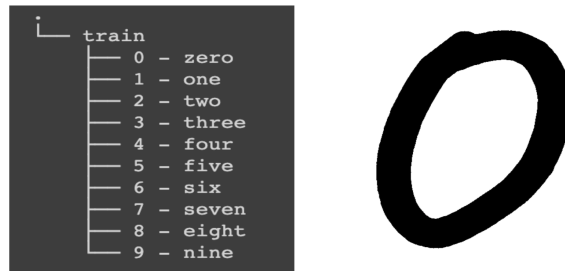 .
train
0 - zero
1 - one
2 - two
3 - three
4 - four
5 - five
6 - six
7 - seven
8 - eight
9 - nine
0